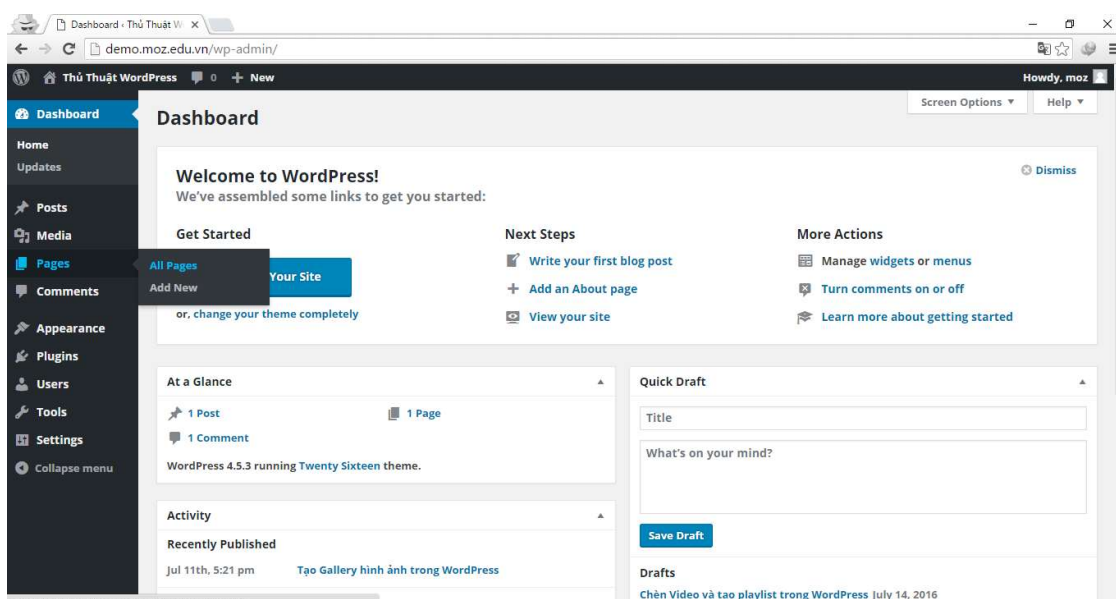 Dashboard ‹ Thủ Thuật W
demo.moz.edu.vn/wp-admin/
Thủ Thuật WordPress 0 + New Howdy, moz
Screen Options ▼ Help ▼
Dashboard
Home
Updates
Posts
Media
Pages
Comments
Appearance
Plugins
Users
Tools
Settings
Collapse menu
All Pages
Add New
Dashboard
Welcome to WordPress!
We've assembled some links to get you started:
Dismiss
Get Started
Your Site
or, change your theme completely
Next Steps
Write your first blog post
Add an About page
View your site
More Actions
Manage widgets or menus
Turn comments on or off
Learn more about getting started
At a Glance
1 Post 1 Page
1 Comment
WordPress 4.5.3 running Twenty Sixteen theme.
Activity
Recently Published
Jul 11th, 5:21 pm Tạo Gallery hình ảnh trong WordPress
Quick Draft
Title
What's on your mind?
Save Draft
Drafts
Chèn Video và tạo playlist trong WordPress July 14, 2016